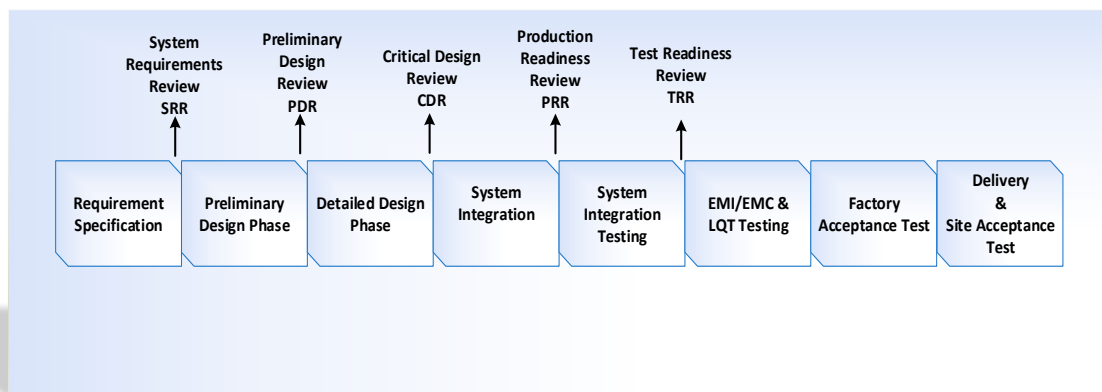 System
Requirements
Review
SRR
Preliminary
Design
Review
PDR
Critical Design
Review
CDR
Production
Readiness
Review
PRR
Test Readiness
Review
TRR
Requirement
Specification
Preliminary
Design Phase
Detailed Design
Phase
System
Integration
System
Integration
Testing
EMI/EMC &
LQT Testing
Factory
Acceptance Test
Delivery
&
Site Acceptance
Test